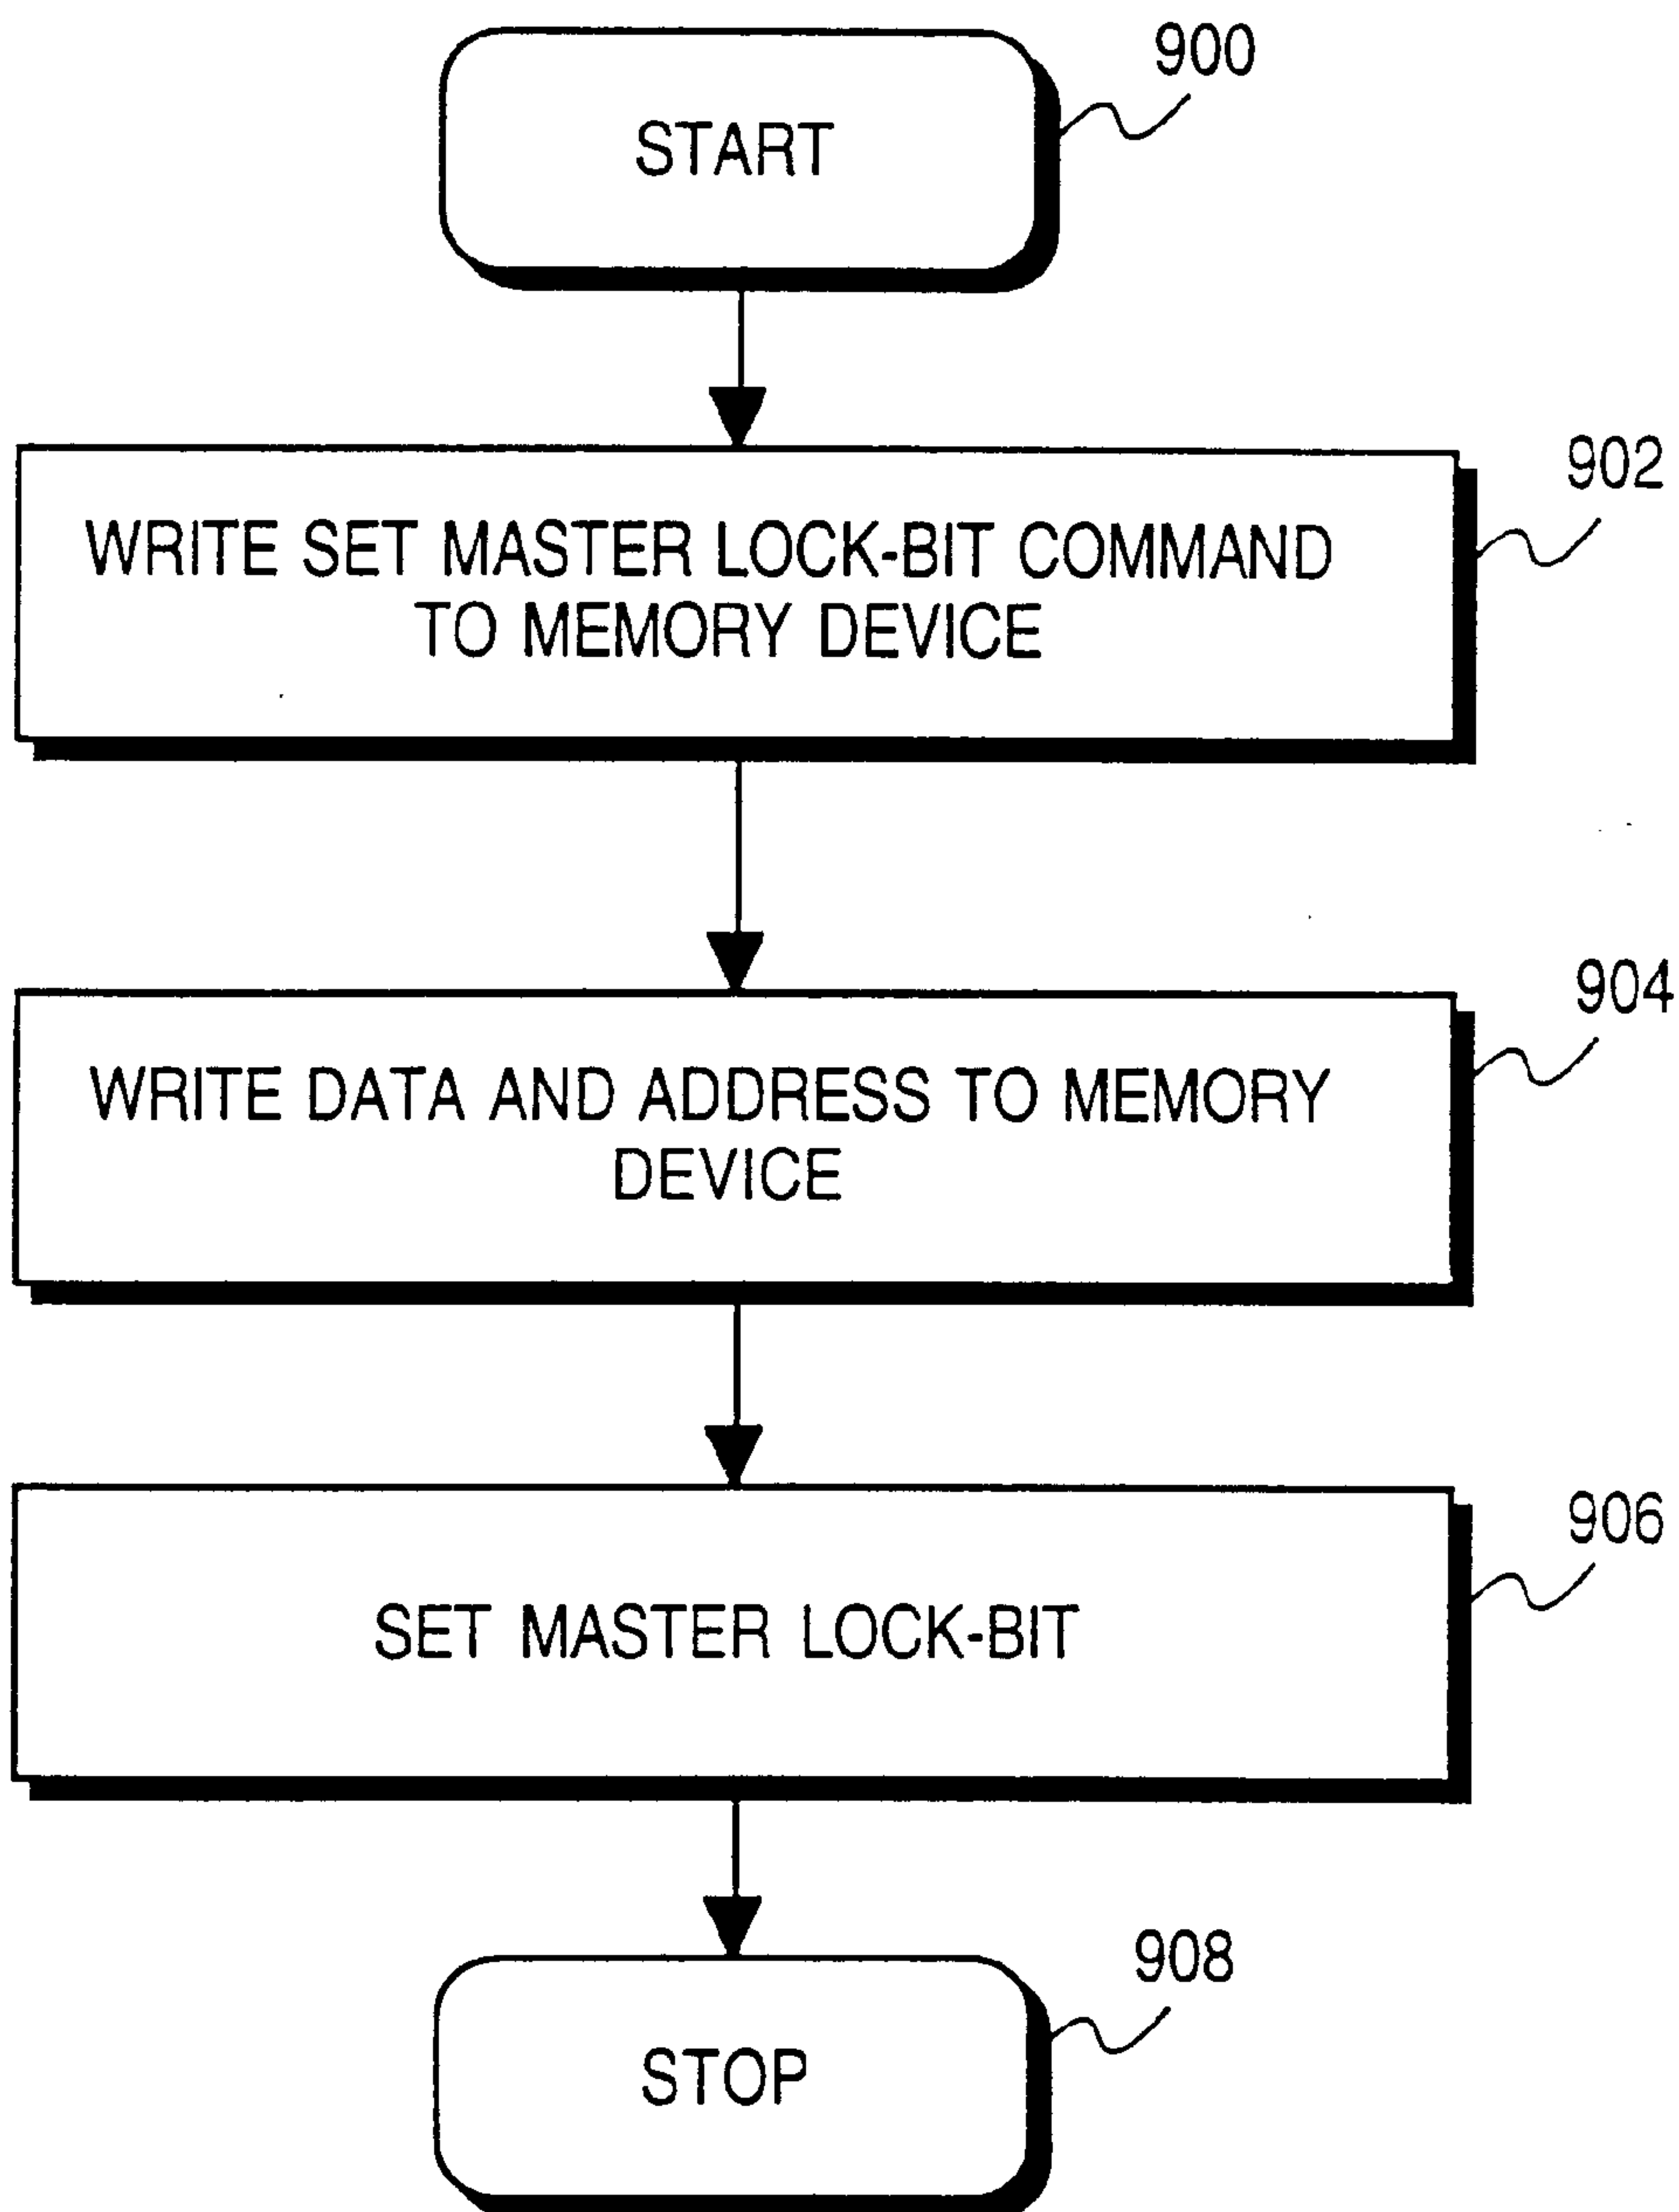 900
START
902
WRITE SET MASTER LOCK-BIT COMMAND
TO MEMORY DEVICE
904
WRITE DATA AND ADDRESS TO MEMORY
DEVICE
906
SET MASTER LOCK-BIT
908
STOP